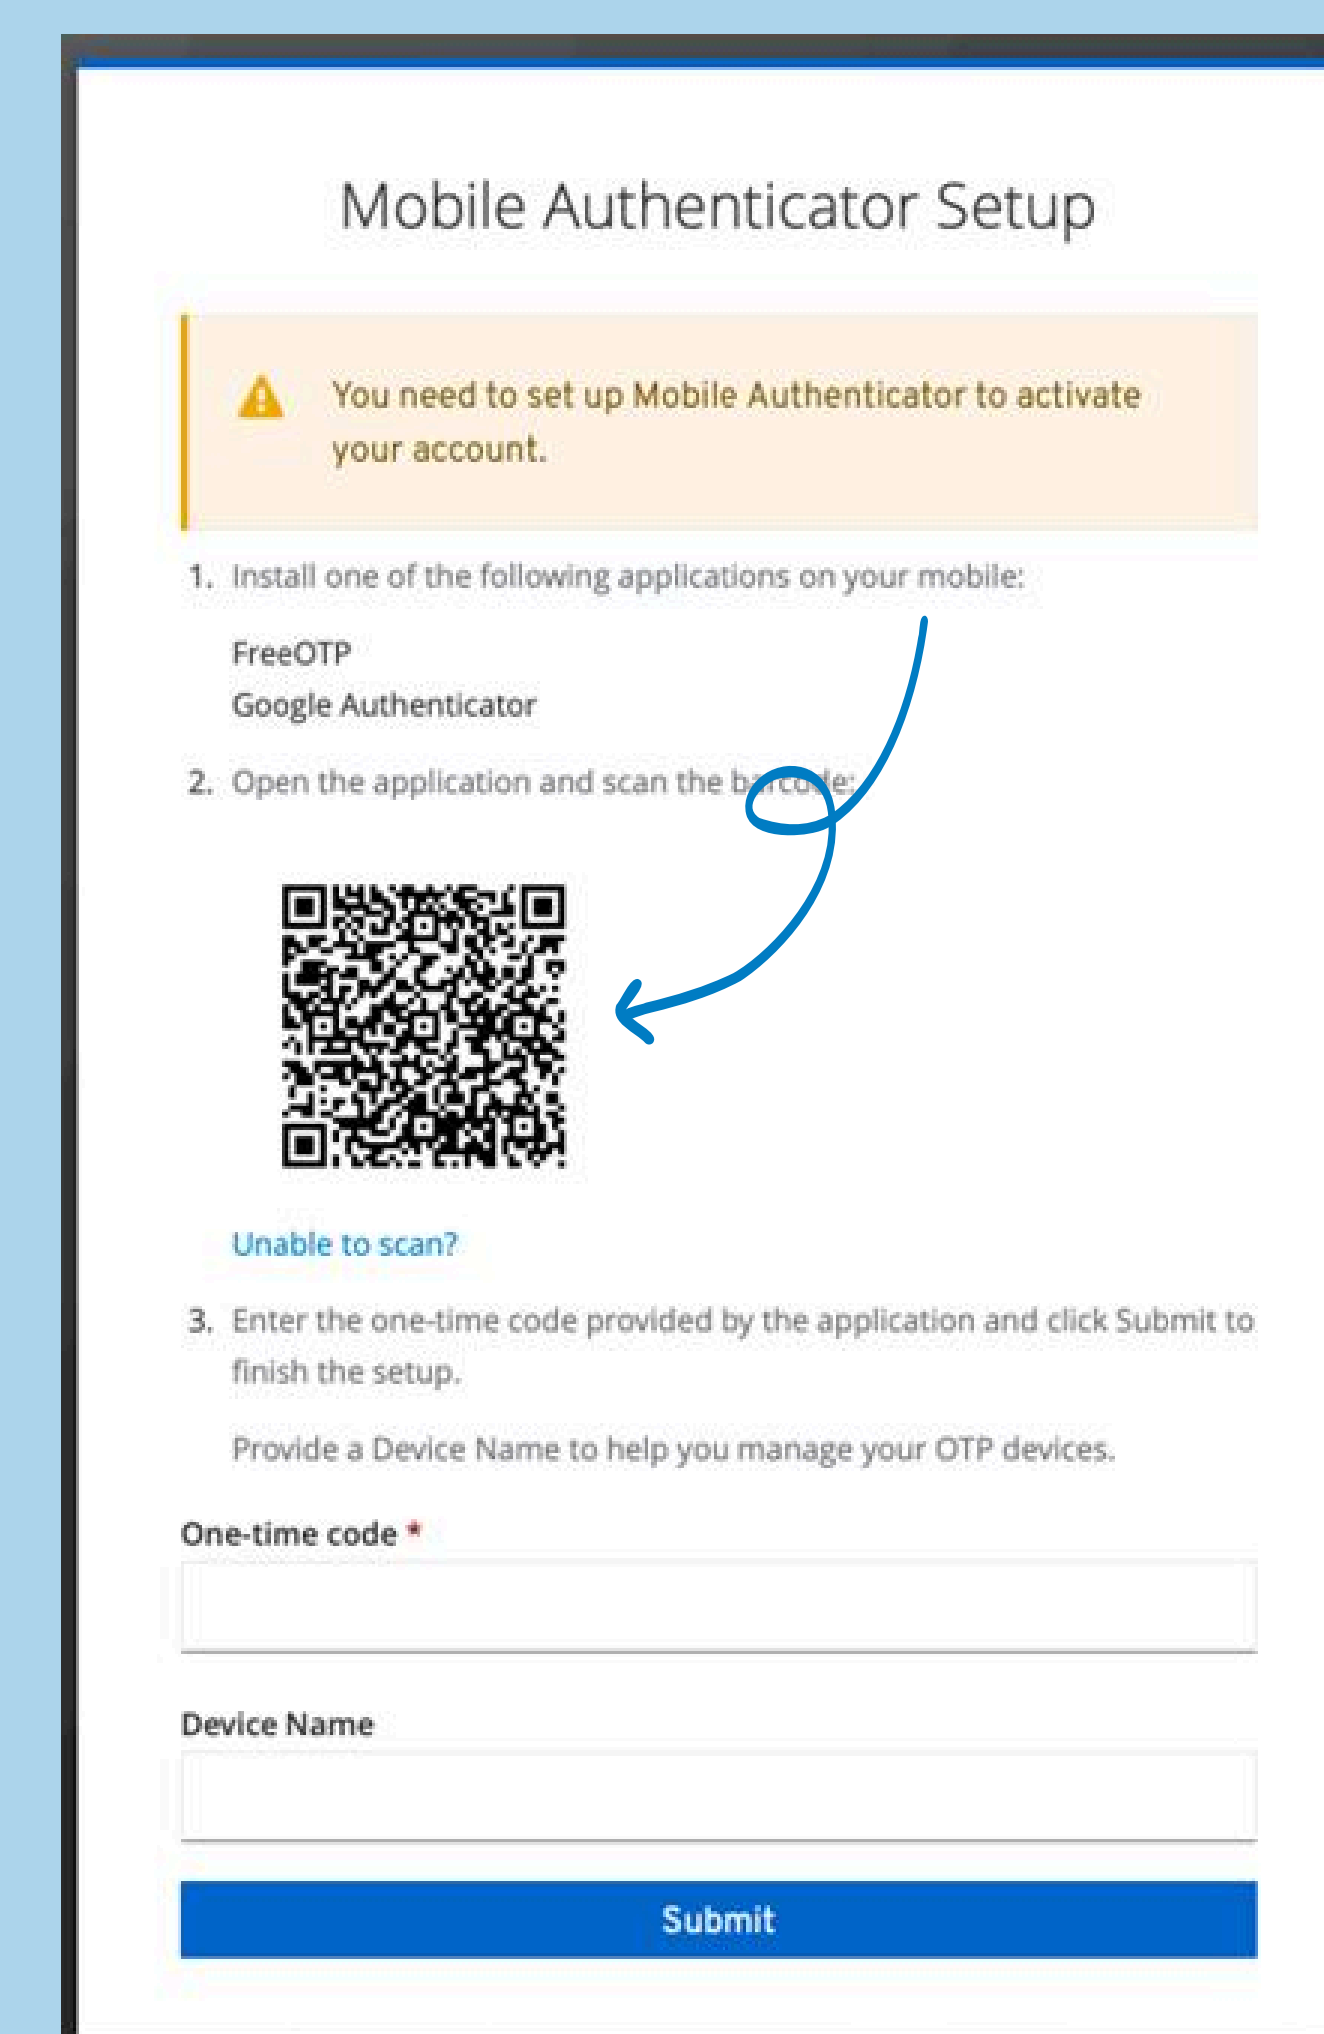 Mobile Authenticator Setup
You need to set up Mobile Authenticator to activate
your account.
1. Install one of the following applications on your mobile:
FreeOTP
Google Authenticator
2. Open the application and scan the barcode:
Unable to scan?
3. Enter the one-time code provided by the application and click Submit to
finish the setup.
Provide a Device Name to help you manage your OTP devices.
One-time code *
Device Name
Submit